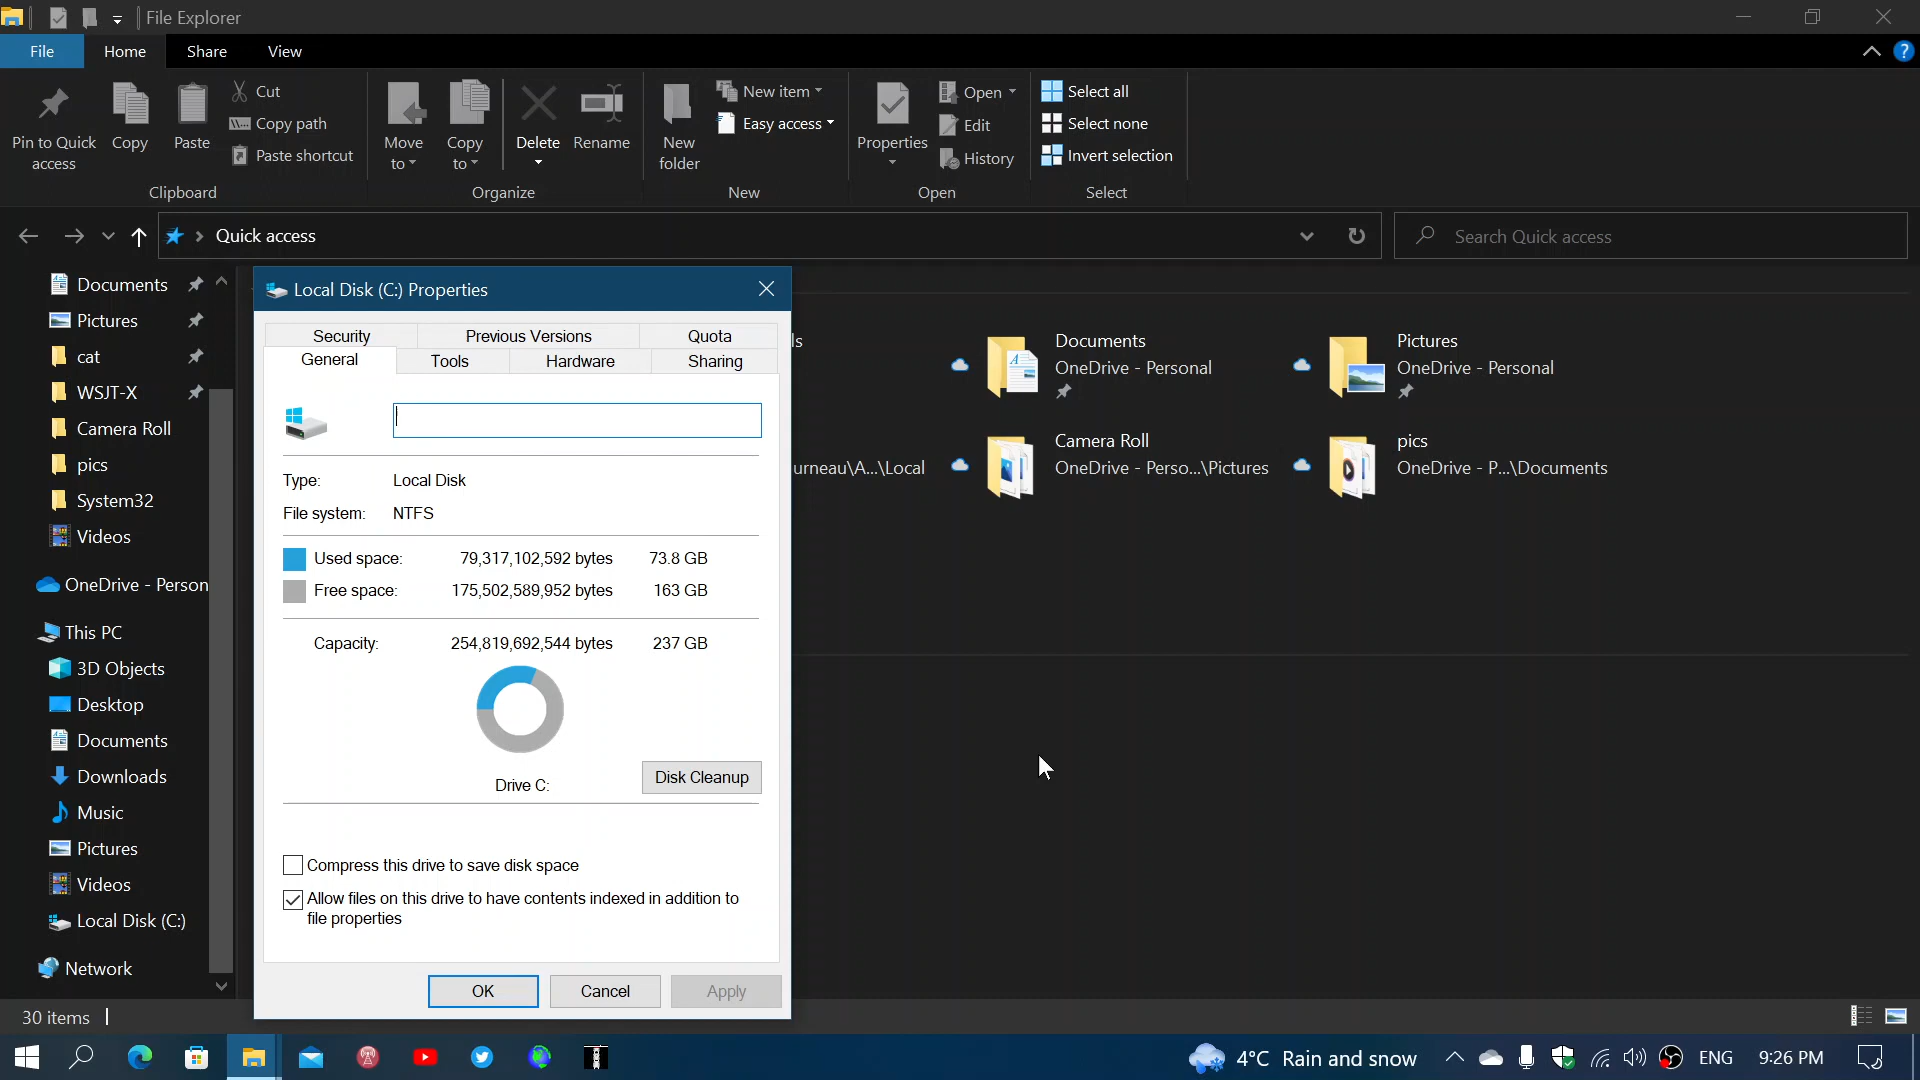 File Explorer
File Home Share View
Pin to Quick access
Copy
Paste
Cut
Copy path
Paste shortcut
Clipboard
Move to
Copy to
Delete
Rename
Organize
New folder
New item
Easy access
New
Properties
Open
Edit
History
Open
Select all
Select none
Invert selection
Select
Quick access
Search Quick access
Documents
Pictures
cat
WSJT-X
Camera Roll
pics
System32
Videos
OneDrive - Person
This PC
3D Objects
Desktop
Documents
Downloads
Music
Pictures
Videos
Local Disk (C:)
Network
30 items
Local Disk (C:) Properties
Security Previous Versions Quota
General Tools Hardware Sharing
Type: Local Disk
File system: NTFS
Used space: 79,317,102,592 bytes 73.8 GB
Free space: 175,502,589,952 bytes 163 GB
Capacity: 254,819,692,544 bytes 237 GB
Drive C:
Disk Cleanup
Compress this drive to save disk space
Allow files on this drive to have contents indexed in addition to
file properties
OK Cancel Apply
ls
urneau\A...\Local
Documents
OneDrive - Personal
Pictures
OneDrive - Personal
Camera Roll
OneDrive - Perso...\Pictures
pics
OneDrive - P...\Documents
4°C Rain and snow
ENG
9:26 PM